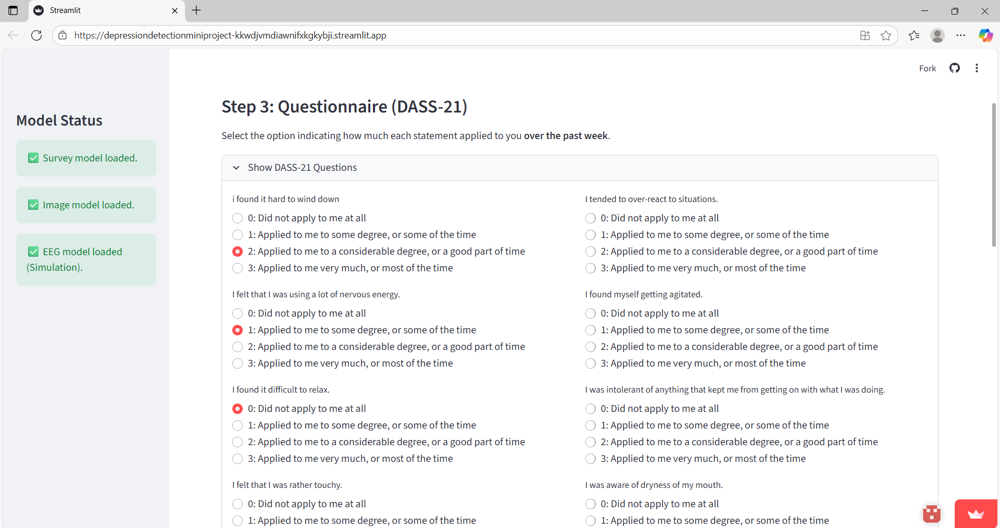 Streamlit
https://depressiondetectionminiproject-kkwdjvmdiawnifxkgkybji.streamlit.app
Fork
Model Status
Survey model loaded.
Image model loaded.
EEG model loaded
(Simulation).
Step 3: Questionnaire (DASS-21)
Select the option indicating how much each statement applied to you over the past week.
Show DASS-21 Questions
i found it hard to wind down
0: Did not apply to me at all
1: Applied to me to some degree, or some of the time
2: Applied to me to a considerable degree, or a good part of time
3: Applied to me very much, or most of the time
I tended to over-react to situations.
0: Did not apply to me at all
1: Applied to me to some degree, or some of the time
2: Applied to me to a considerable degree, or a good part of time
3: Applied to me very much, or most of the time
I felt that I was using a lot of nervous energy.
0: Did not apply to me at all
1: Applied to me to some degree, or some of the time
2: Applied to me to a considerable degree, or a good part of time
3: Applied to me very much, or most of the time
I found myself getting agitated.
0: Did not apply to me at all
1: Applied to me to some degree, or some of the time
2: Applied to me to a considerable degree, or a good part of time
3: Applied to me very much, or most of the time
I found it difficult to relax.
0: Did not apply to me at all
1: Applied to me to some degree, or some of the time
2: Applied to me to a considerable degree, or a good part of time
3: Applied to me very much, or most of the time
I was intolerant of anything that kept me from getting on with what I was doing.
0: Did not apply to me at all
1: Applied to me to some degree, or some of the time
2: Applied to me to a considerable degree, or a good part of time
3: Applied to me very much, or most of the time
I felt that I was rather touchy.
0: Did not apply to me at all
1: Applied to me to some degree, or some of the time
I was aware of dryness of my mouth.
0: Did not apply to me at all
1: Applied to me to some degree, or some of the time